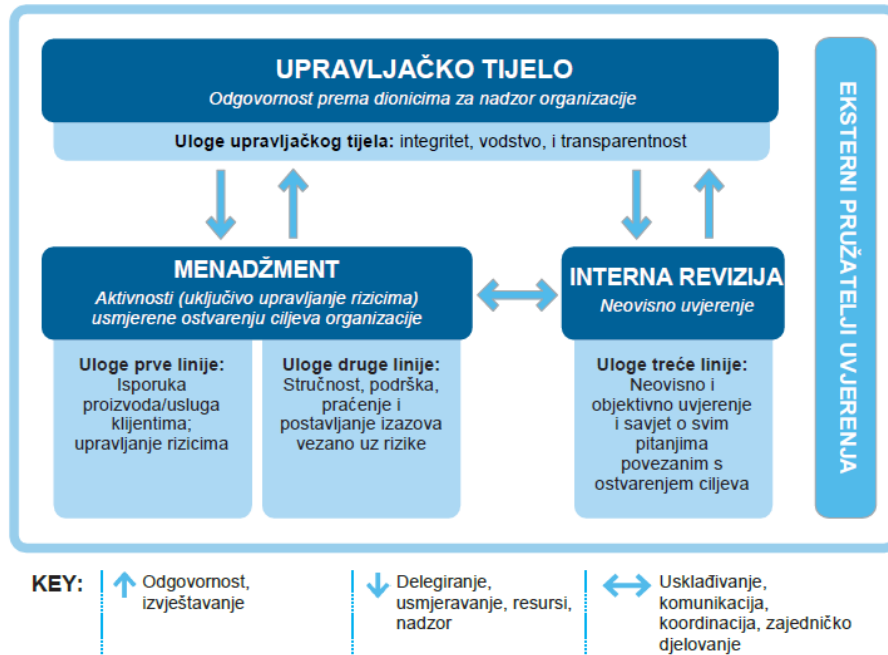 UPRAVLJAČKO TIJELO
Odgovornost prema dionicima za nadzor organizacije
Uloge upravljačkog tijela: integritet, vodstvo, i transparentnost
MENADŽMENT
Aktivnosti (uključivo upravljanje rizicima)
usmjerene ostvarenju ciljeva organizacije
Uloge prve linije:
Isporuka
proizvoda/usluga
klijentima;
upravljanje rizicima
Uloge druge linije:
Stručnost, podrška,
praćenje i
postavljanje izazova
vezano uz rizike
INTERNA REVIZIJA
Neovisno uvjerenje
Uloge treće linije:
Neovisno i
objektivno uvjerenje
i savjet o svim
pitanjima
povezanim s
ostvarenjem ciljeva
EKSTERNI PRUŽATELJI UVJERENJA
KEY:
Odgovornost,
izvještavanje
Delegiranje,
usmjeravanje, resursi,
nadzor
Usklađivanje,
komunikacija,
koordinacija, zajedničko
djelovanje